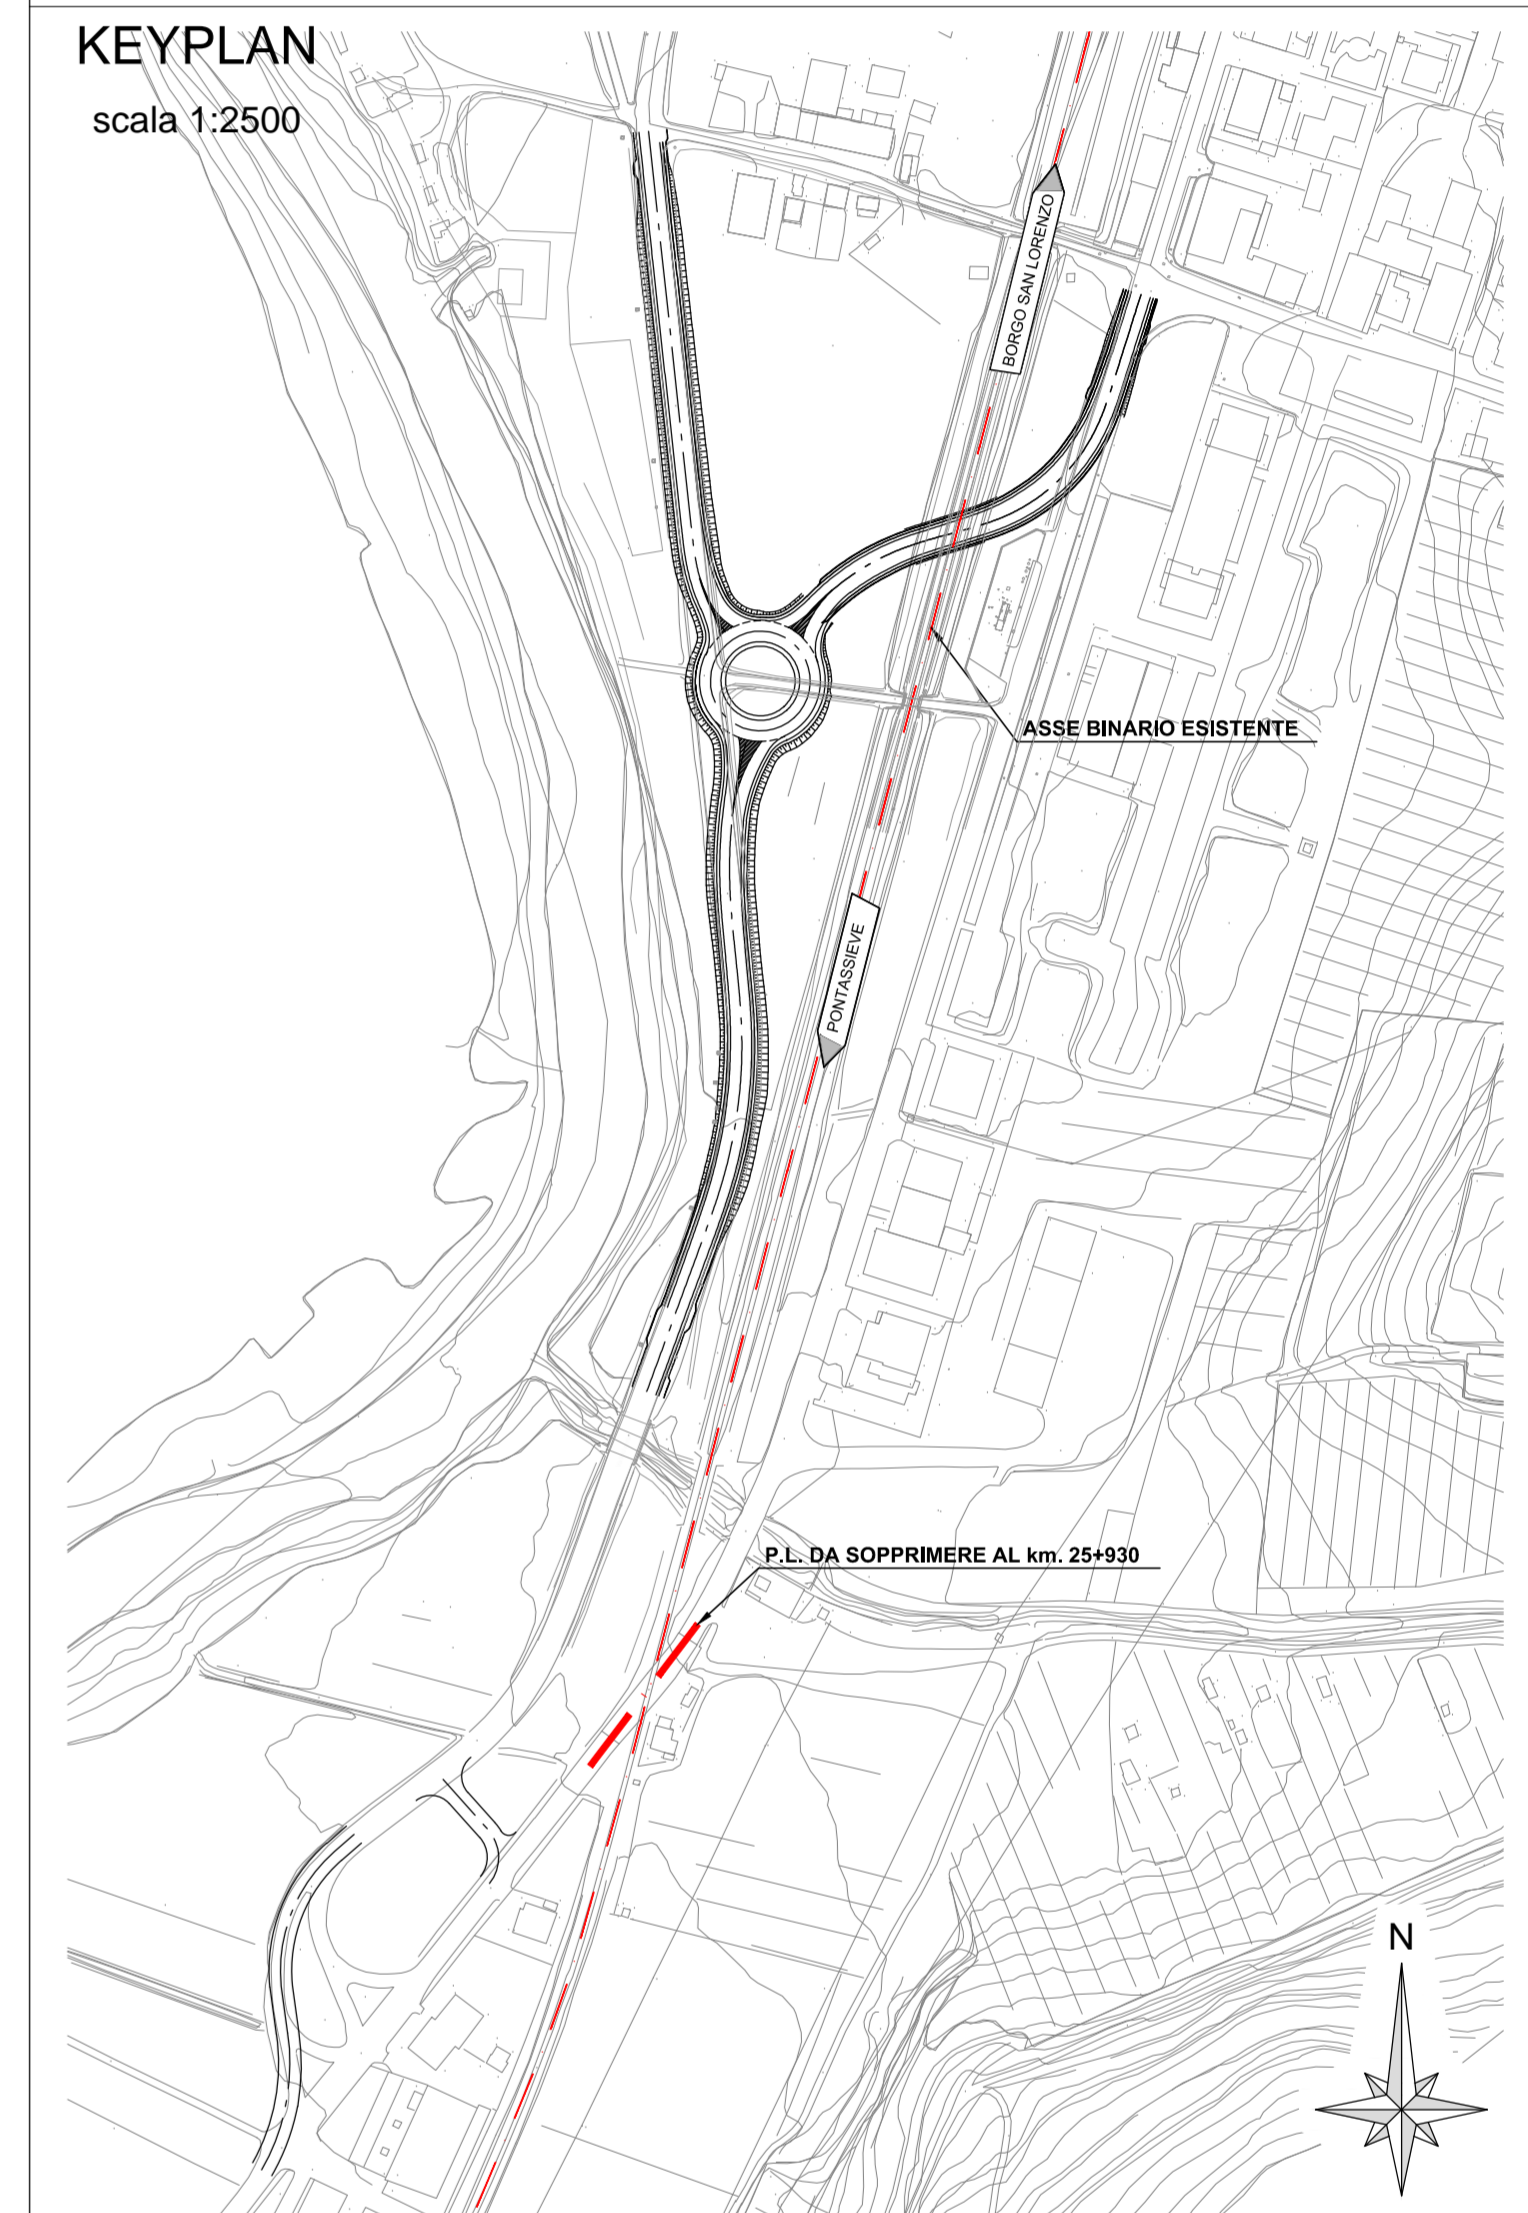 KEYPLAN
scala 1:2500
BORGO SAN LORENZO
ASSE BINARIO ESISTENTE
PONTASSIEVE
P.L. DA SOPPRIMERE AL km. 25+930
N